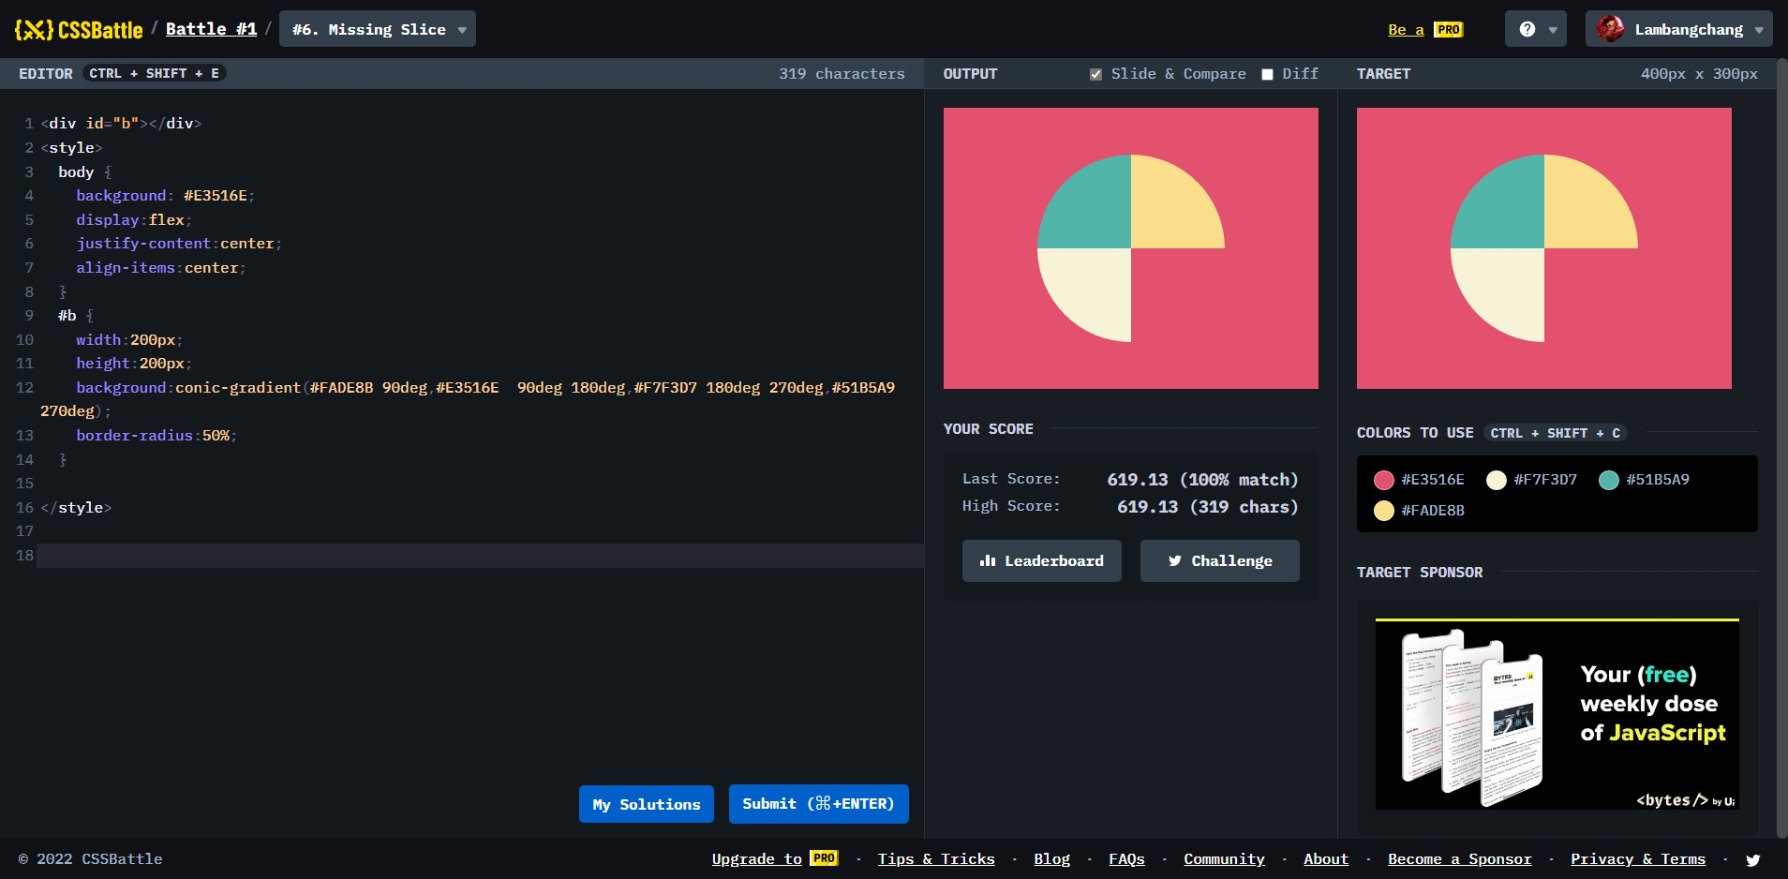 {X} CSSBattle / Battle #1 / #6. Missing Slice
Be a PRO
? Lambangchang
EDITOR CTRL + SHIFT + E 319 characters
1 <div id="b"></div>
2 <style>
3 body {
4 background: #E3516E;
5 display:flex;
6 justify-content:center;
7 align-items:center;
8 }
9 #b {
10 width:200px;
11 height:200px;
12 background:conic-gradient(#FADE8B 90deg,#E3516E  90deg 180deg,#F7F3D7 180deg 270deg,#51B5A9
270deg);
13 border-radius:50%;
14 }
15
16 </style>
17
18
My Solutions Submit (⌘+ENTER)
OUTPUT Slide & Compare Diff
YOUR SCORE
Last Score: 619.13 (100% match)
High Score: 619.13 (319 chars)
Leaderboard Challenge
TARGET 400px x 300px
COLORS TO USE CTRL + SHIFT + C
#E3516E #F7F3D7 #51B5A9
#FADE8B
TARGET SPONSOR
BYTES
Your (free)
weekly dose
of JavaScript
<bytes/> by Ui
© 2022 CSSBattle
Upgrade to PRO · Tips & Tricks · Blog · FAQs · Community · About · Become a Sponsor · Privacy & Terms ·